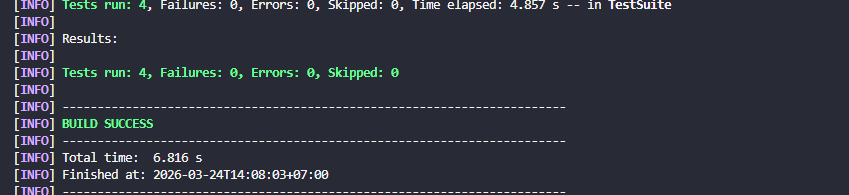 [INFO] Tests run: 4, Failures: 0, Errors: 0, Skipped: 0, Time elapsed: 4.857 s -- in TestSuite
[INFO]
[INFO] Results:
[INFO]
[INFO] Tests run: 4, Failures: 0, Errors: 0, Skipped: 0
[INFO]
[INFO] ------------------------------------------------------------------------
[INFO] BUILD SUCCESS
[INFO] ------------------------------------------------------------------------
[INFO] Total time:  6.816 s
[INFO] Finished at: 2026-03-24T14:08:03+07:00
[INFO] ------------------------------------------------------------------------